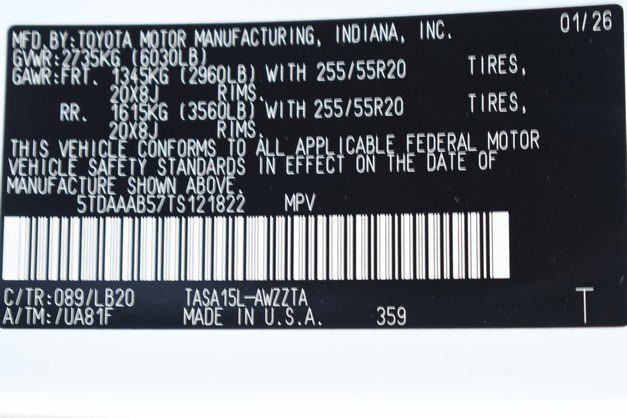 MFD.BY:TOYOTA MOTOR MANUFACTURING, INDIANA, INC. 01/26
GVWR:2735KG (6030LB)
GAWR:FRT. 1345KG (2960LB) WITH 255/55R20 TIRES,
20X8J RIMS.
RR. 1615KG (3560LB) WITH 255/55R20 TIRES,
20X8J RIMS.
THIS VEHICLE CONFORMS TO ALL APPLICABLE FEDERAL MOTOR
VEHICLE SAFETY STANDARDS IN EFFECT ON THE DATE OF
MANUFACTURE SHOWN ABOVE.
5TDAAAB57TS121822 MPV
C/TR:089/LB20 TASA15L-AWZZTA
A/TM:/UA81F MADE IN U.S.A. 359 T